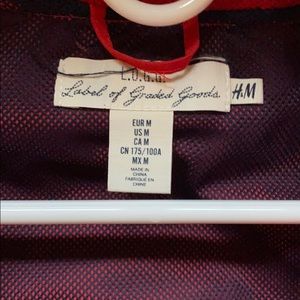 L.O.G.G.
Label of Graded Goods
H&M
EUR M
US M
CA M
CN 175/100A
MX M
MADE IN
CHINA
FABRIQUÉ EN
CHINE